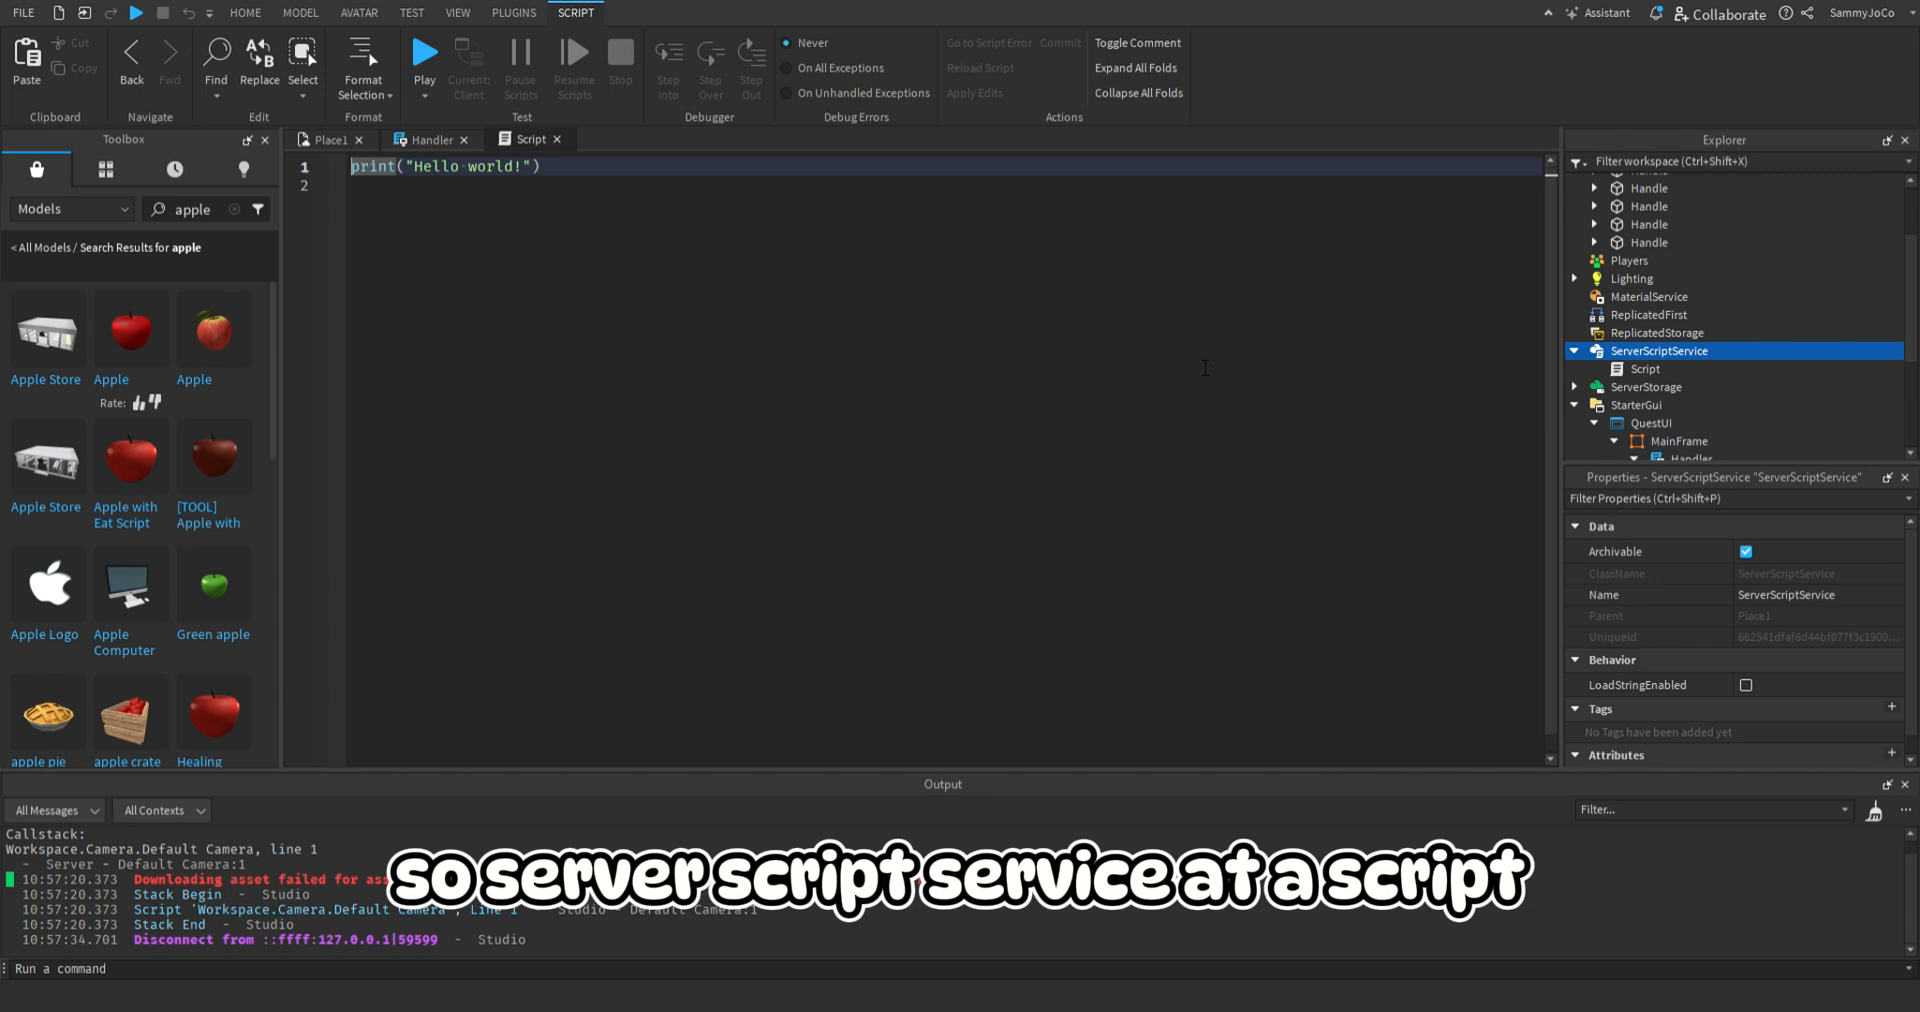 FILE HOME MODEL AVATAR TEST VIEW PLUGINS SCRIPT Assistant Collaborate SammyJoCo
Paste Cut Copy
Clipboard
Back Fwd
Navigate
Find Replace Select
Edit
Format Selection
Format
Play Current: Client Pause Scripts Resume Scripts Stop
Test
Step Into Step Over Step Out
Debugger
Never
On All Exceptions
On Unhandled Exceptions
Debug Errors
Go to Script Error Commit Toggle Comment
Reload Script Expand All Folds
Apply Edits Collapse All Folds
Actions
Toolbox
Models apple
< All Models / Search Results for apple
Apple Store Apple Apple
Rate:
Apple Store Apple with Eat Script [TOOL] Apple with
Apple Logo Apple Computer Green apple
apple pie apple crate Healing
Place1 Handler Script
1 print("Hello world!")
2
Explorer
Filter workspace (Ctrl+Shift+X)
Handle
Handle
Handle
Handle
Players
Lighting
MaterialService
ReplicatedFirst
ReplicatedStorage
ServerScriptService
Script
ServerStorage
StarterGui
QuestUI
MainFrame
Handler
Properties - ServerScriptService "ServerScriptService"
Filter Properties (Ctrl+Shift+P)
Data
Archivable
ClassName ServerScriptService
Name ServerScriptService
Parent Place1
UniqueId 662541dfaf6d44bf077f3c1900...
Behavior
LoadStringEnabled
Tags +
No Tags have been added yet
Attributes +
Output
All Messages All Contexts Filter... ...
Callstack:
Workspace.Camera.Default Camera, line 1
- Server - Default Camera:1
10:57:20.373 Downloading asset failed for ass
10:57:20.373 Stack Begin - Studio
10:57:20.373 Script 'Workspace.Camera.Default Camera', Line 1 - Studio - Default Camera:1
10:57:20.373 Stack End - Studio
10:57:34.701 Disconnect from ::ffff:127.0.0.1|59599 - Studio
so server script service at a script
Run a command